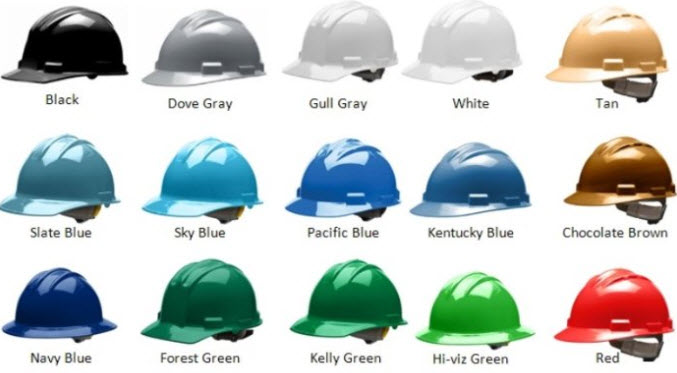 Black
Dove Gray
Gull Gray
White
Tan
Slate Blue
Sky Blue
Pacific Blue
Kentucky Blue
Chocolate Brown
Navy Blue
Forest Green
Kelly Green
Hi-viz Green
Red